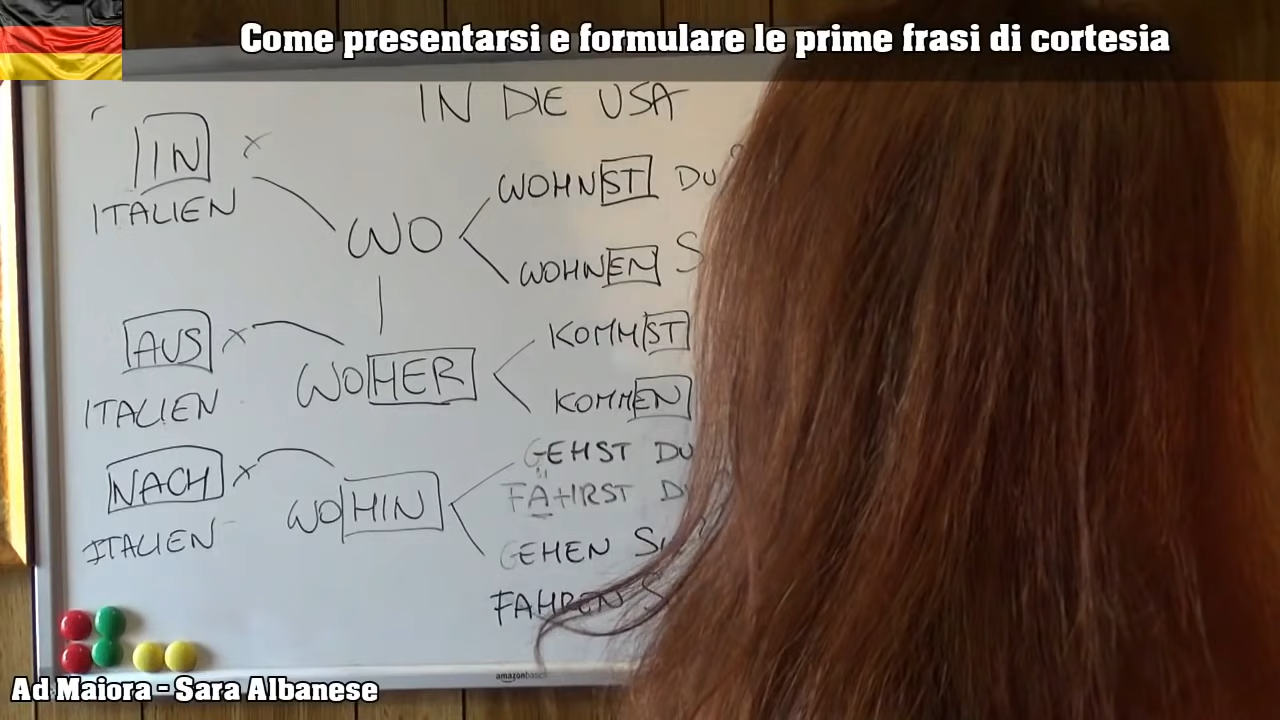 Come presentarsi e formulare le prime frasi di cortesia
IN DIE USA
IN
ITALIEN
WO
WOHNST DU
WOHNEN
AUS
ITALIEN
WOHER
KOMMST
KOMMEN
NACH
ITALIEN
WOHIN
GEHST DU
FÄHRST
GEHEN
FAHREN
amazonbasics
Ad Maiora - Sara Albanese